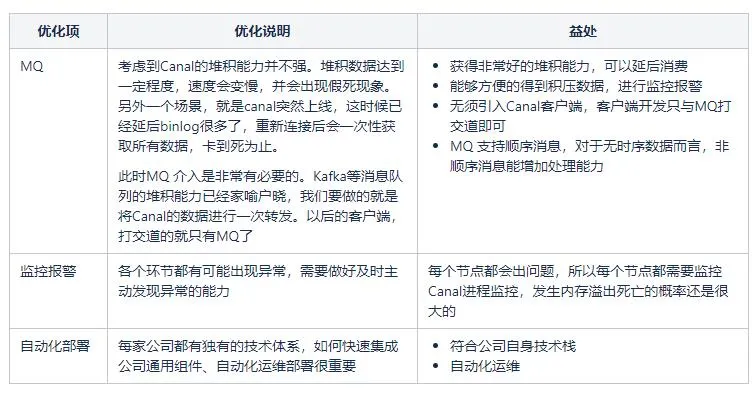 优化项
优化说明
益处
MQ
考虑到Canal的堆积能力并不强。堆积数据达到
一定程度，速度会变慢，并会出现假死现象。
另外一个场景，就是canal突然上线，这时候已
经延后binlog很多了，重新连接后会一次性获
取所有数据，卡到死为止。
此时MQ 介入是非常有必要的。Kafka等消息队
列的堆积能力已经家喻户晓，我们要做的就是
将Canal的数据进行一次转发。以后的客户端，
打交道的就只有MQ了
获得非常好的堆积能力，可以延后消费
能够方便的得到积压数据，进行监控报警
无须引入Canal客户端，客户端开发只与MQ打
交道即可
MQ 支持顺序消息，对于无时序数据而言，非
顺序消息能增加处理能力
监控报警
各个环节都有可能出现异常，需要做好及时主
动发现异常的能力
每个节点都会出问题，所以每个节点都需要监控
Canal进程监控，发生内存溢出死亡的概率还是很
大的
自动化部署
每家公司都有独有的技术体系，如何快速集成
公司通用组件、自动化运维部署很重要
符合公司自身技术栈
自动化运维